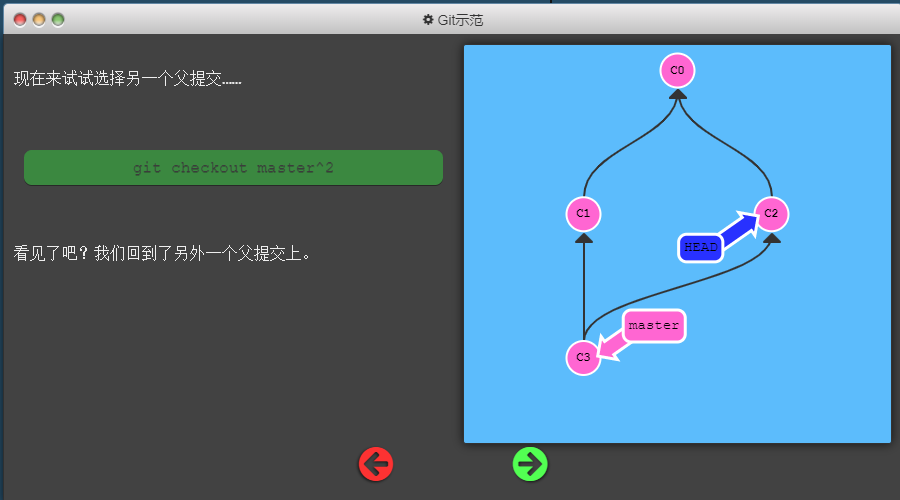 Git示范
现在来试试选择另一个父提交……
git checkout master^2
看见了吧？我们回到了另外一个父提交上。
C0
C1
C2
HEAD
master
C3